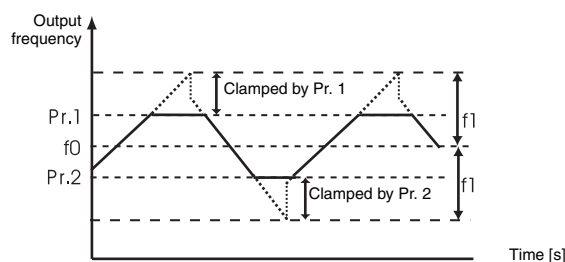 Output
frequency
Clamped by Pr. 1
Pr.1
f1
f0
Pr.2
f1
Clamped by Pr. 2
Time [s]